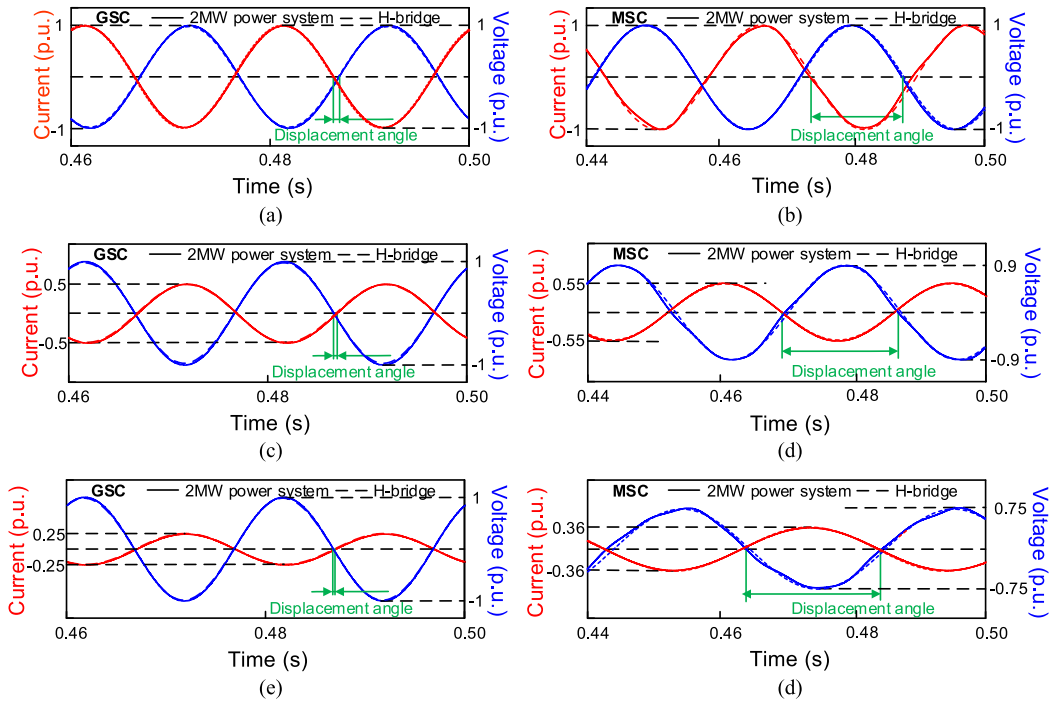 GSC 2MW power system H-bridge
Current (p.u.)
Voltage (p.u.)
1
-1
1
-1
Displacement angle
0.46 0.48 0.50
Time (s)
(a)
MSC 2MW power system H-bridge
Current (p.u.)
Voltage (p.u.)
1
-1
1
-1
Displacement angle
0.44 0.46 0.48 0.50
Time (s)
(b)
GSC 2MW power system H-bridge
Current (p.u.)
Voltage (p.u.)
0.5
-0.5
1
-1
Displacement angle
0.46 0.48 0.50
Time (s)
(c)
MSC 2MW power system H-bridge
Current (p.u.)
Voltage (p.u.)
0.55
-0.55
0.9
-0.9
Displacement angle
0.44 0.46 0.48 0.50
Time (s)
(d)
GSC 2MW power system H-bridge
Current (p.u.)
Voltage (p.u.)
0.25
-0.25
1
-1
Displacement angle
0.46 0.48 0.50
Time (s)
(e)
MSC 2MW power system H-bridge
Current (p.u.)
Voltage (p.u.)
0.36
-0.36
0.75
-0.75
Displacement angle
0.44 0.46 0.48 0.50
Time (s)
(d)